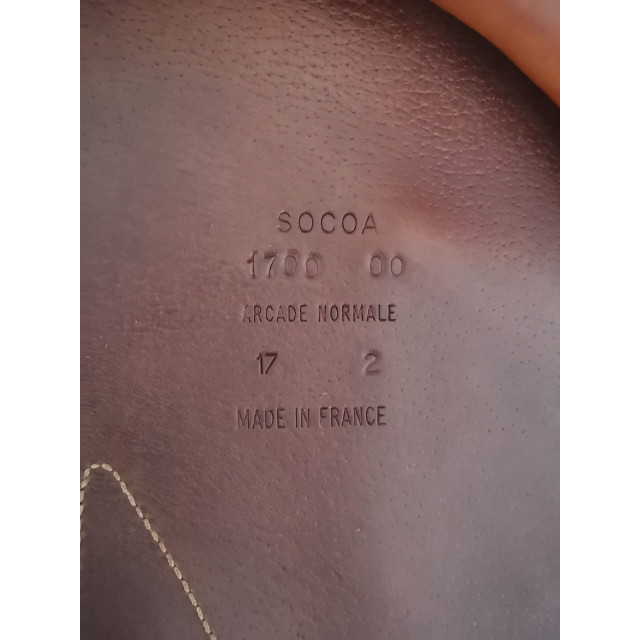 SOCOA
1700 00
ARCADE NORMALE
17 2
MADE IN FRANCE